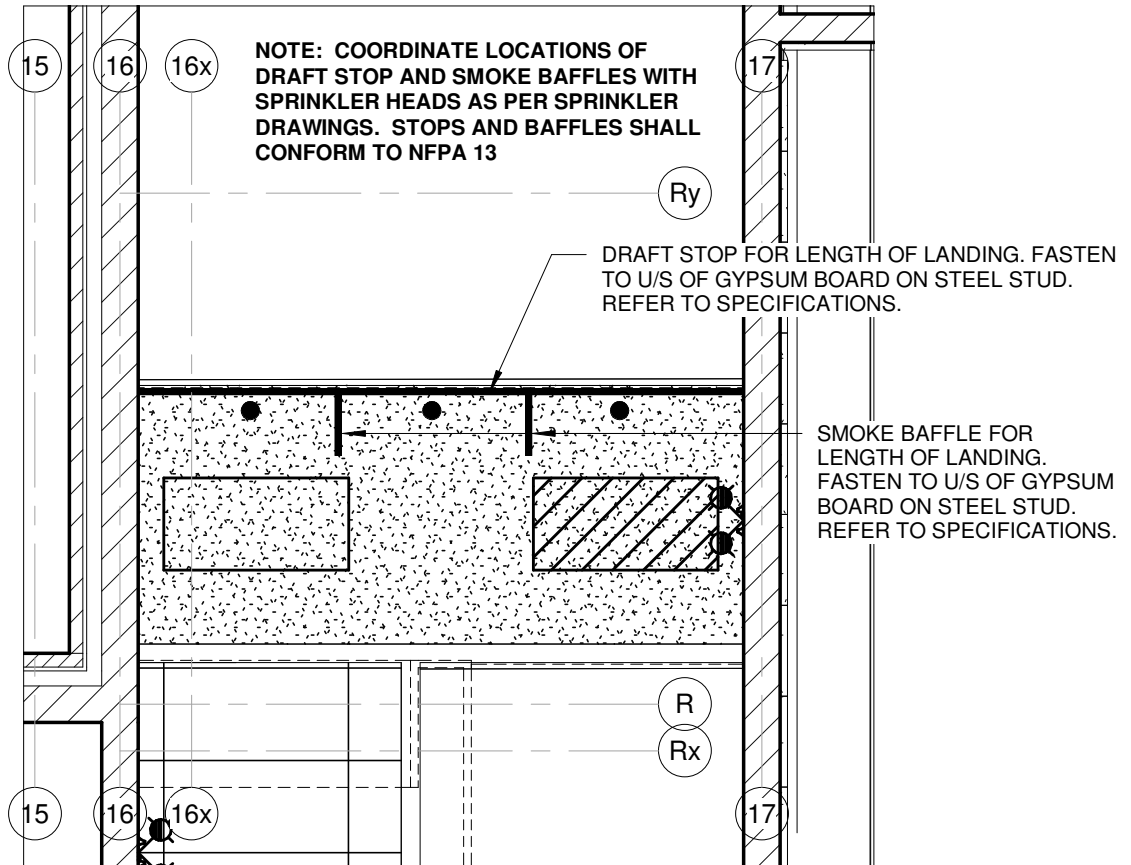 15
16
16x
NOTE: COORDINATE LOCATIONS OF
DRAFT STOP AND SMOKE BAFFLES WITH
SPRINKLER HEADS AS PER SPRINKLER
DRAWINGS. STOPS AND BAFFLES SHALL
CONFORM TO NFPA 13
17
Ry
DRAFT STOP FOR LENGTH OF LANDING. FASTEN
TO U/S OF GYPSUM BOARD ON STEEL STUD.
REFER TO SPECIFICATIONS.
SMOKE BAFFLE FOR
LENGTH OF LANDING.
FASTEN TO U/S OF GYPSUM
BOARD ON STEEL STUD.
REFER TO SPECIFICATIONS.
R
Rx
15
16
16x
17